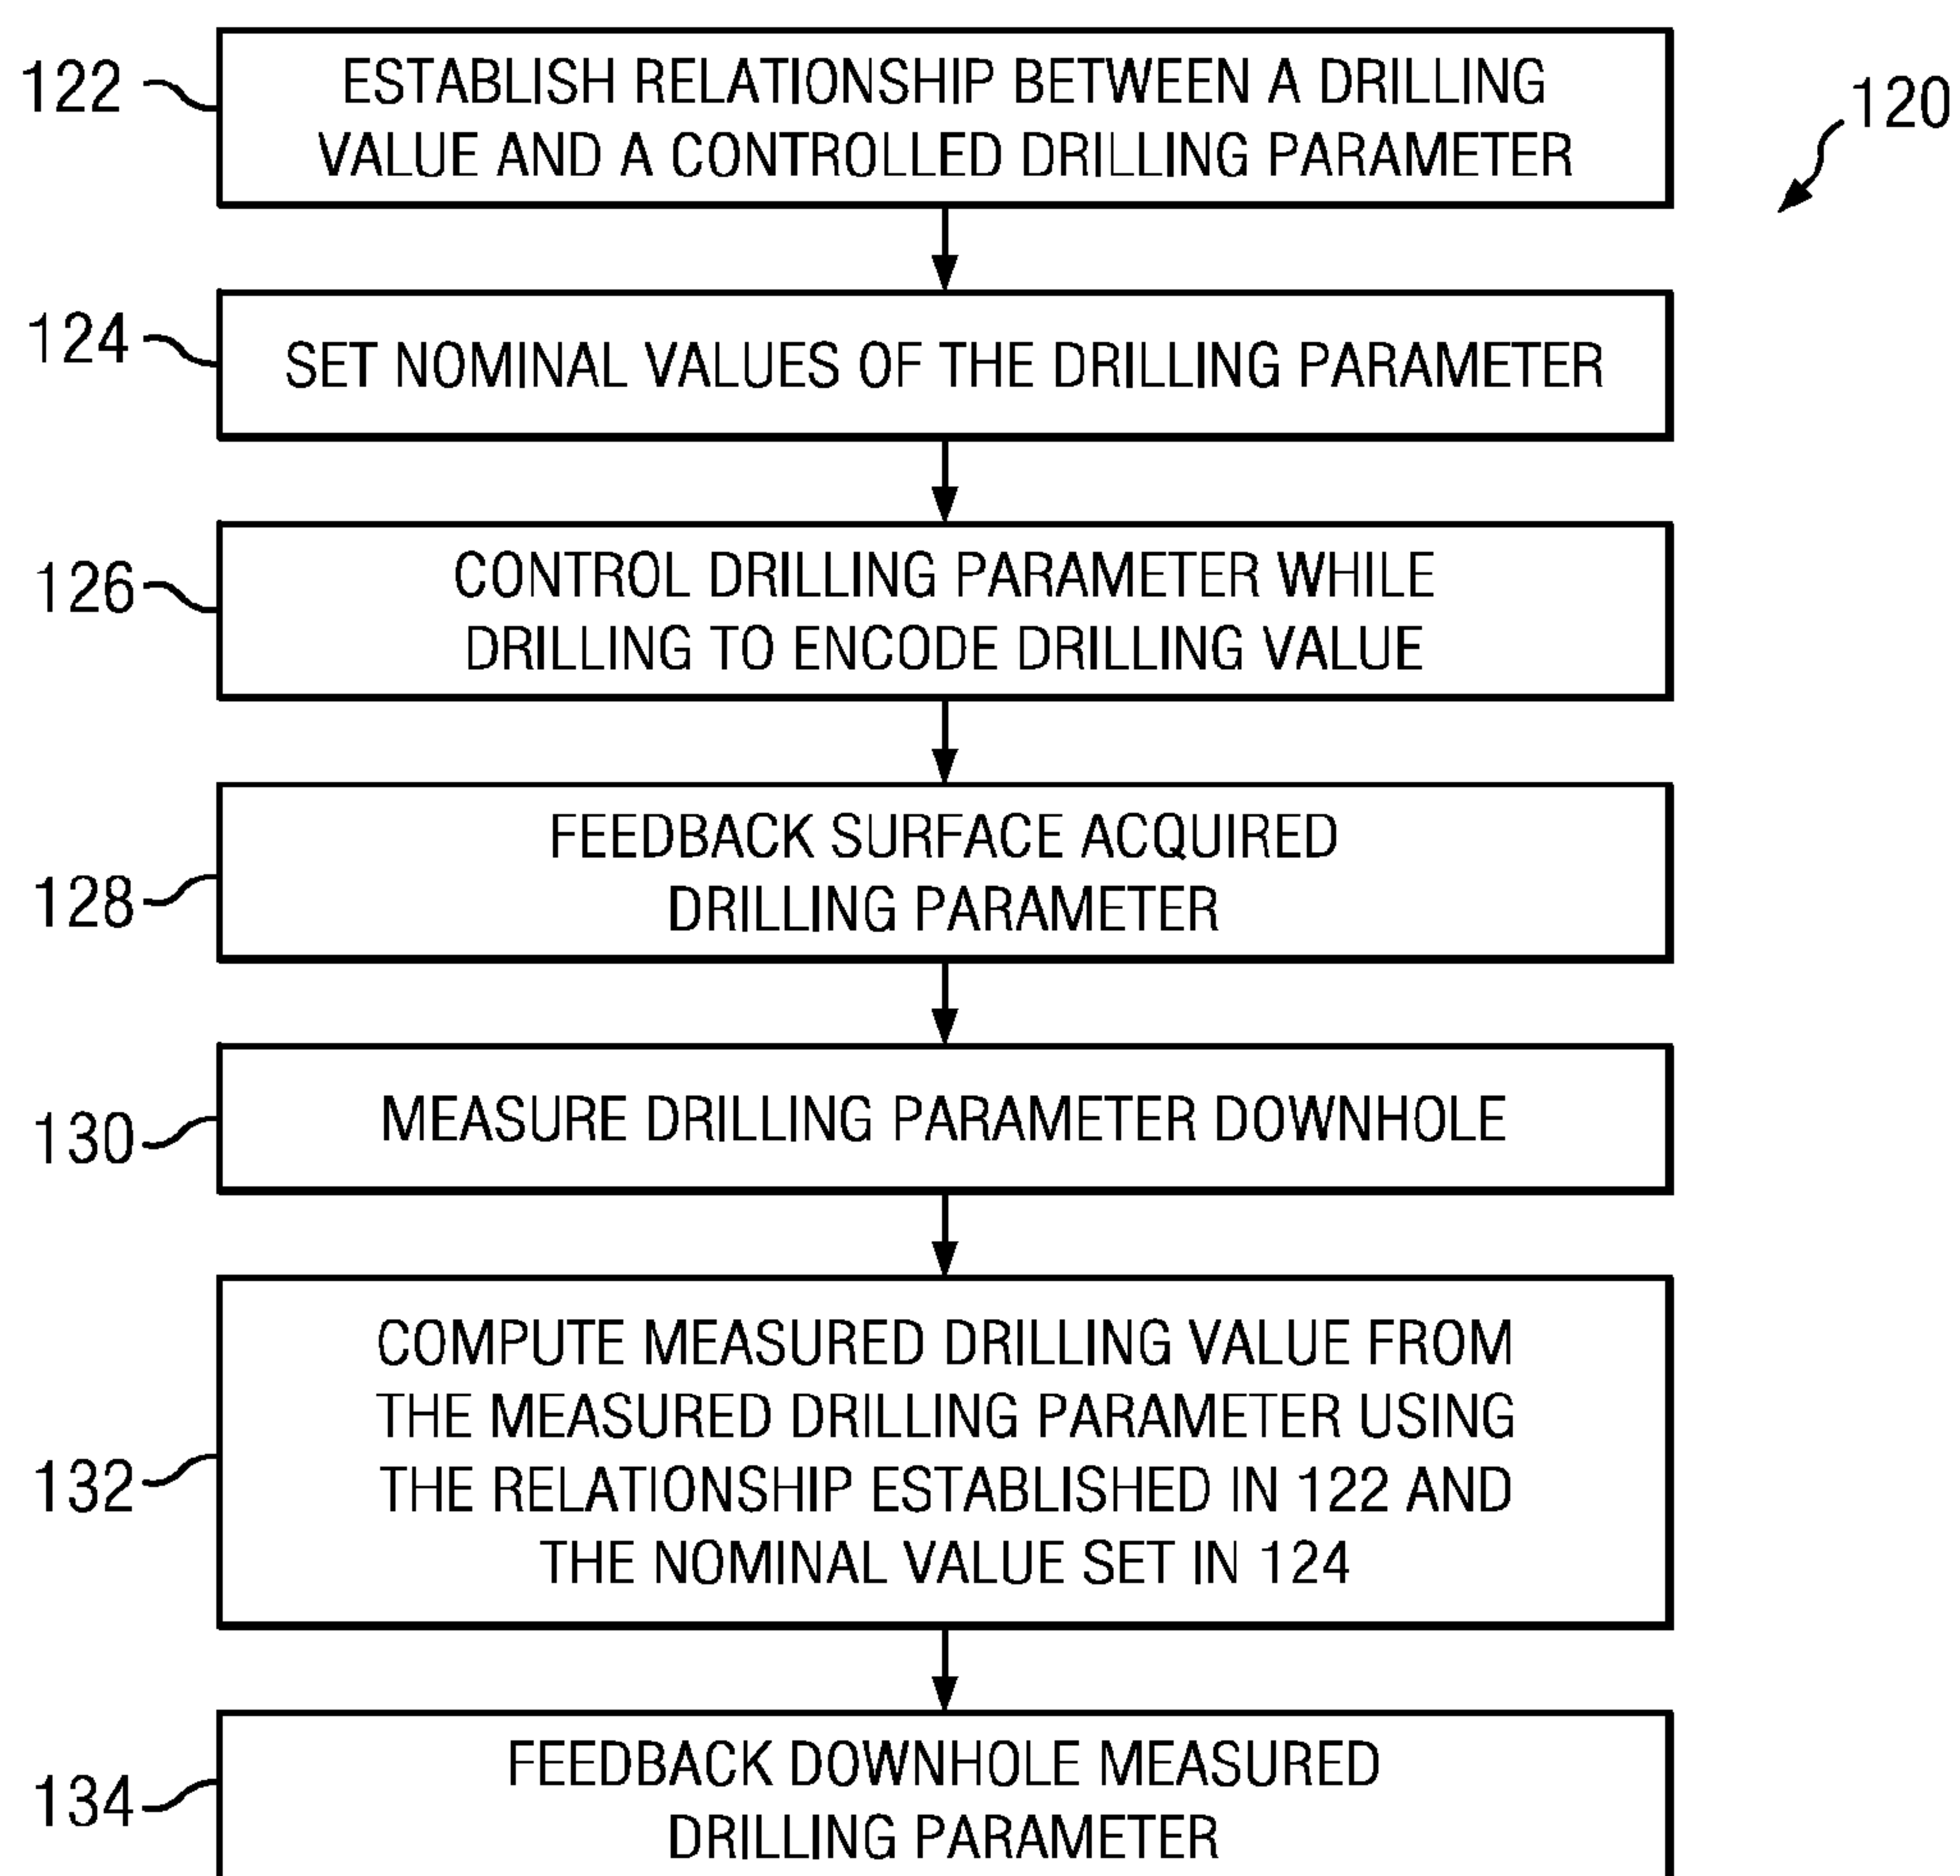 122
ESTABLISH RELATIONSHIP BETWEEN A DRILLING
VALUE AND A CONTROLLED DRILLING PARAMETER
120
124
SET NOMINAL VALUES OF THE DRILLING PARAMETER
126
CONTROL DRILLING PARAMETER WHILE
DRILLING TO ENCODE DRILLING VALUE
128
FEEDBACK SURFACE ACQUIRED
DRILLING PARAMETER
130
MEASURE DRILLING PARAMETER DOWNHOLE
132
COMPUTE MEASURED DRILLING VALUE FROM
THE MEASURED DRILLING PARAMETER USING
THE RELATIONSHIP ESTABLISHED IN 122 AND
THE NOMINAL VALUE SET IN 124
134
FEEDBACK DOWNHOLE MEASURED
DRILLING PARAMETER